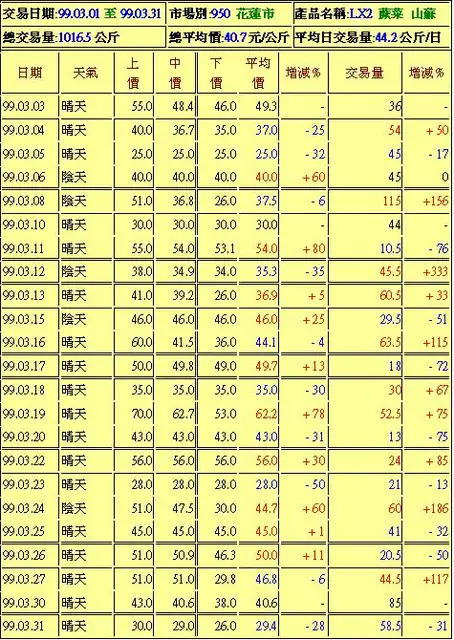 交易日期:99.03.01 至 99.03.31 市場別:950 花蓮市 產品名稱:LX2 蕨菜 山蘇
總交易量:1016.5 公斤 總平均價:40.7 元/公斤 平均日交易量:44.2 公斤/日
日期 天氣 上價 中價 下價 平均價 增減% 交易量 增減%
99.03.03 晴天 55.0 48.4 46.0 49.3 - 36 -
99.03.04 晴天 40.0 36.7 35.0 37.0 - 25 54 + 50
99.03.05 晴天 25.0 25.0 25.0 25.0 - 32 45 - 17
99.03.06 陰天 40.0 40.0 40.0 40.0 +60 45 0
99.03.08 陰天 51.0 36.8 26.0 37.5 - 6 115 +156
99.03.10 晴天 30.0 30.0 30.0 30.0 - 44 -
99.03.11 晴天 55.0 54.0 53.1 54.0 + 80 10.5 - 76
99.03.12 陰天 38.0 34.9 34.0 35.3 - 35 45.5 +333
99.03.13 晴天 41.0 39.2 26.0 36.9 + 5 60.5 + 33
99.03.15 陰天 46.0 46.0 46.0 46.0 + 25 29.5 - 51
99.03.16 晴天 60.0 41.5 36.0 44.1 - 4 63.5 +115
99.03.17 晴天 50.0 49.8 49.0 49.7 + 13 18 - 72
99.03.18 晴天 35.0 35.0 35.0 35.0 - 30 30 + 67
99.03.19 晴天 70.0 62.7 53.0 62.2 + 78 52.5 + 75
99.03.20 晴天 43.0 43.0 43.0 43.0 - 31 13 - 75
99.03.22 晴天 56.0 56.0 56.0 56.0 + 30 24 + 85
99.03.23 晴天 28.0 28.0 28.0 28.0 - 50 21 - 13
99.03.24 陰天 51.0 47.5 30.0 44.7 + 60 60 +186
99.03.25 晴天 45.0 45.0 45.0 45.0 + 1 41 - 32
99.03.26 晴天 51.0 50.9 46.3 50.0 + 11 20.5 - 50
99.03.27 晴天 51.0 51.0 29.8 46.8 - 6 44.5 +117
99.03.30 晴天 43.0 40.6 38.0 40.6 - 85 -
99.03.31 晴天 30.0 29.0 26.0 29.4 - 28 58.5 - 31